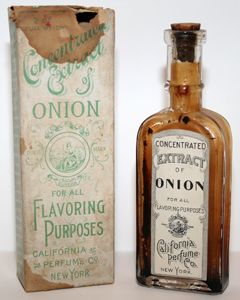 Concentrated
Extract
of
ONION
FOR ALL
FLAVORING
PURPOSES
CALIFORNIA
PERFUME CO
NEW YORK.
CONCENTRATED
EXTRACT
OF
ONION
FOR ALL
FLAVORING PURPOSES
California
Perfume
Co.
NEW YORK.